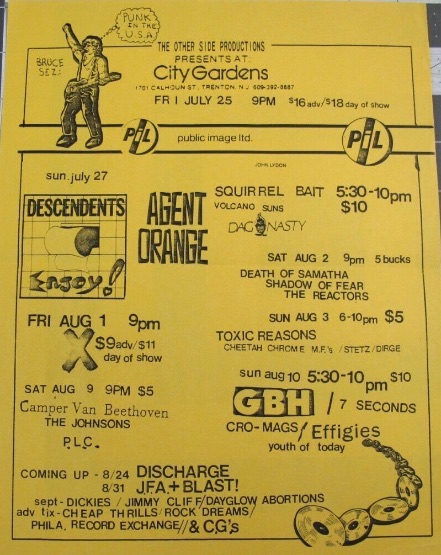 PUNK
IN THE
U.S.A.
BRUCE
SEZ:
THE OTHER SIDE PRODUCTIONS
PRESENTS AT:
City Gardens
1701 CALHOUN ST. TRENTON, N.J. 609-392-8887
FRI JULY 25 9PM $16 adv/$18 day of show
PiL public image ltd. PiL
JOHN LYDON
sun. july 27
DESCENDENTS
Enjoy!
AGENT
ORANGE
SQUIRREL BAIT 5:30-10pm
VOLCANO SUNS $10
DAG NASTY
SAT AUG 2 9pm 5 bucks
DEATH OF SAMATHA
SHADOW OF FEAR
THE REACTORS
FRI AUG 1 9pm
X $9 adv/$11
day of show
SUN AUG 3 6-10pm $5
TOXIC REASONS
CHEETAH CHROME M.F.'s / STETZ / DIRGE
SAT AUG 9 9PM $5
Camper Van Beethoven
THE JOHNSONS
P.L.C.
sun aug 10 5:30-10 pm $10
GBH / 7 SECONDS
CRO-MAGS / Effigies
youth of today
COMING UP - 8/24 DISCHARGE
8/31 J.F.A. + BLAST!
sept - DICKIES / JIMMY CLIFF / DAYGLOW ABORTIONS
adv tix - CHEAP THRILLS / ROCK DREAMS /
PHILA. RECORD EXCHANGE // & CG's